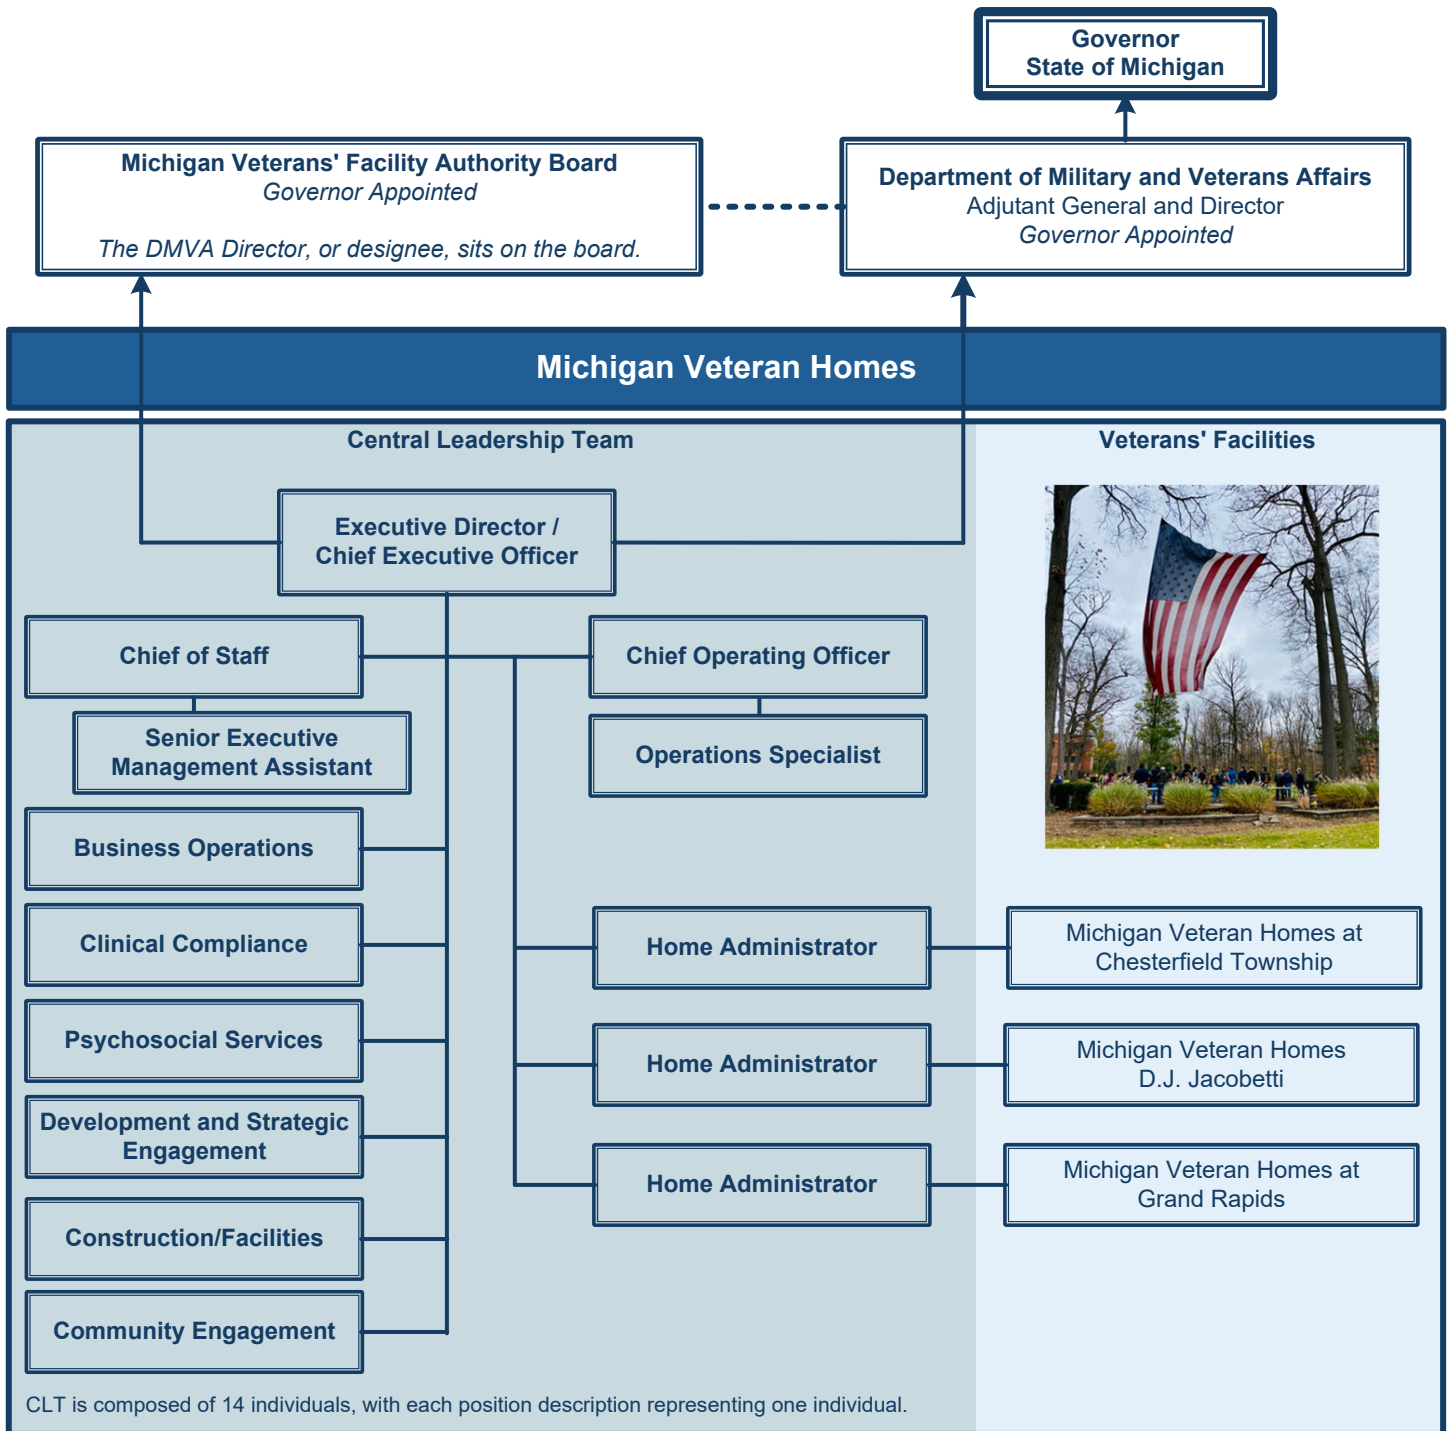 Governor
State of Michigan
Michigan Veterans' Facility Authority Board
Governor Appointed
The DMVA Director, or designee, sits on the board.
Department of Military and Veterans Affairs
Adjutant General and Director
Governor Appointed
Michigan Veteran Homes
Central Leadership Team
Veterans' Facilities
Executive Director /
Chief Executive Officer
Chief of Staff
Chief Operating Officer
Senior Executive
Management Assistant
Operations Specialist
Business Operations
Clinical Compliance
Psychosocial Services
Development and Strategic
Engagement
Construction/Facilities
Community Engagement
Home Administrator
Michigan Veteran Homes at
Chesterfield Township
Home Administrator
Michigan Veteran Homes
D.J. Jacobetti
Home Administrator
Michigan Veteran Homes at
Grand Rapids
CLT is composed of 14 individuals, with each position description representing one individual.